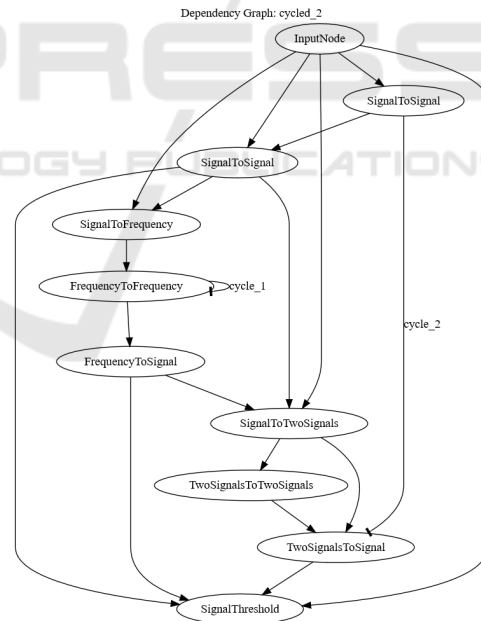 Dependency Graph: cycled_2
InputNode
SignalToSignal
SignalToSignal
SignalToFrequency
FrequencyToFrequency
cycle_1
cycle_2
FrequencyToSignal
SignalToTwoSignals
TwoSignalsToTwoSignals
TwoSignalsToSignal
SignalThreshold